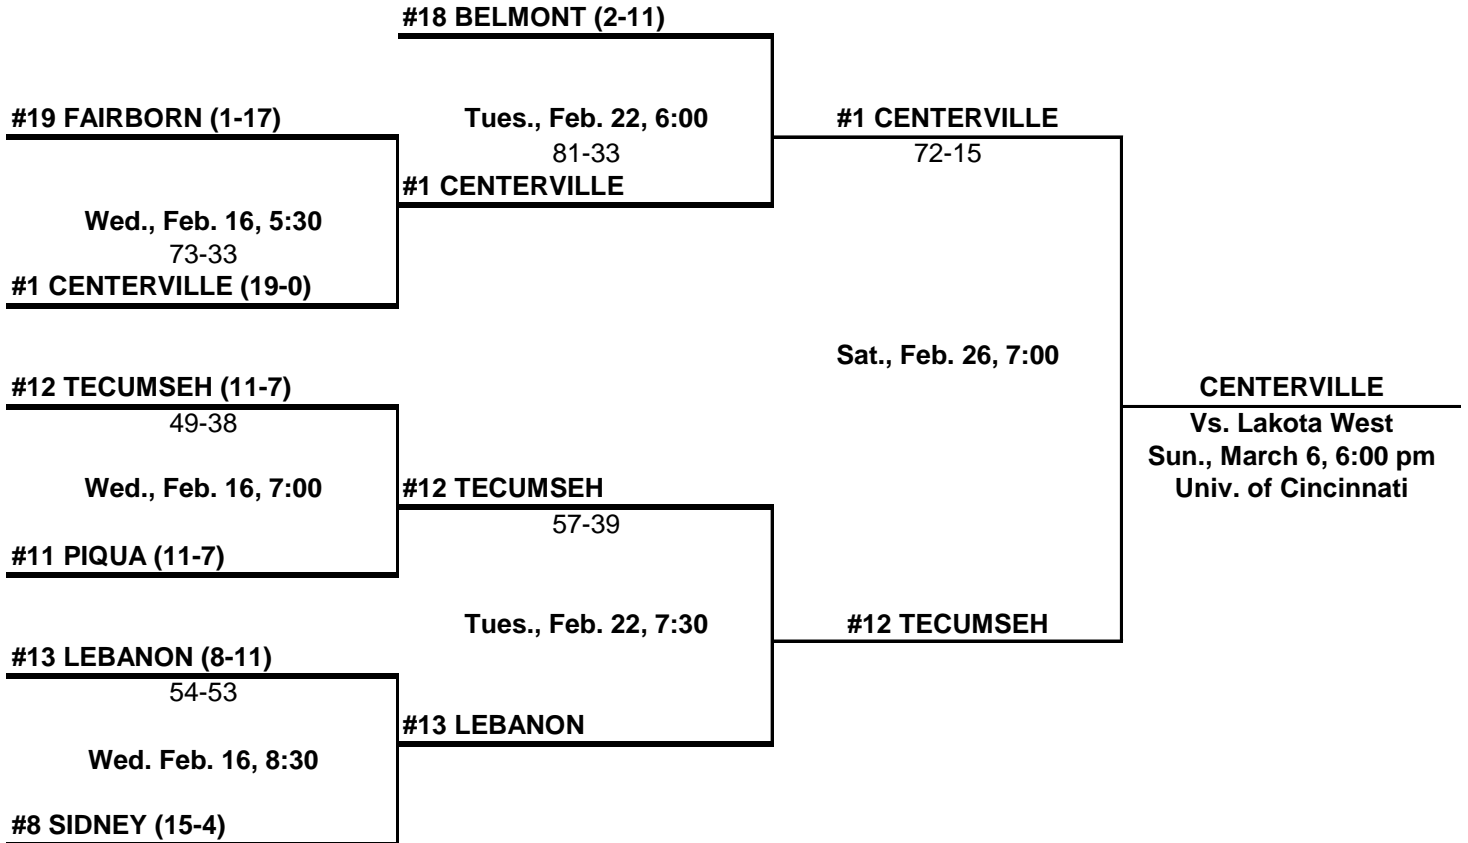 #18 BELMONT (2-11)
#19 FAIRBORN (1-17)
Tues., Feb. 22, 6:00
#1 CENTERVILLE
81-33
72-15
#1 CENTERVILLE
Wed., Feb. 16, 5:30
73-33
#1 CENTERVILLE (19-0)
Sat., Feb. 26, 7:00
#12 TECUMSEH (11-7)
CENTERVILLE
49-38
Vs. Lakota West
Sun., March 6, 6:00 pm
Wed., Feb. 16, 7:00
#12 TECUMSEH
Univ. of Cincinnati
57-39
#11 PIQUA (11-7)
Tues., Feb. 22, 7:30
#12 TECUMSEH
#13 LEBANON (8-11)
54-53
#13 LEBANON
Wed. Feb. 16, 8:30
#8 SIDNEY (15-4)